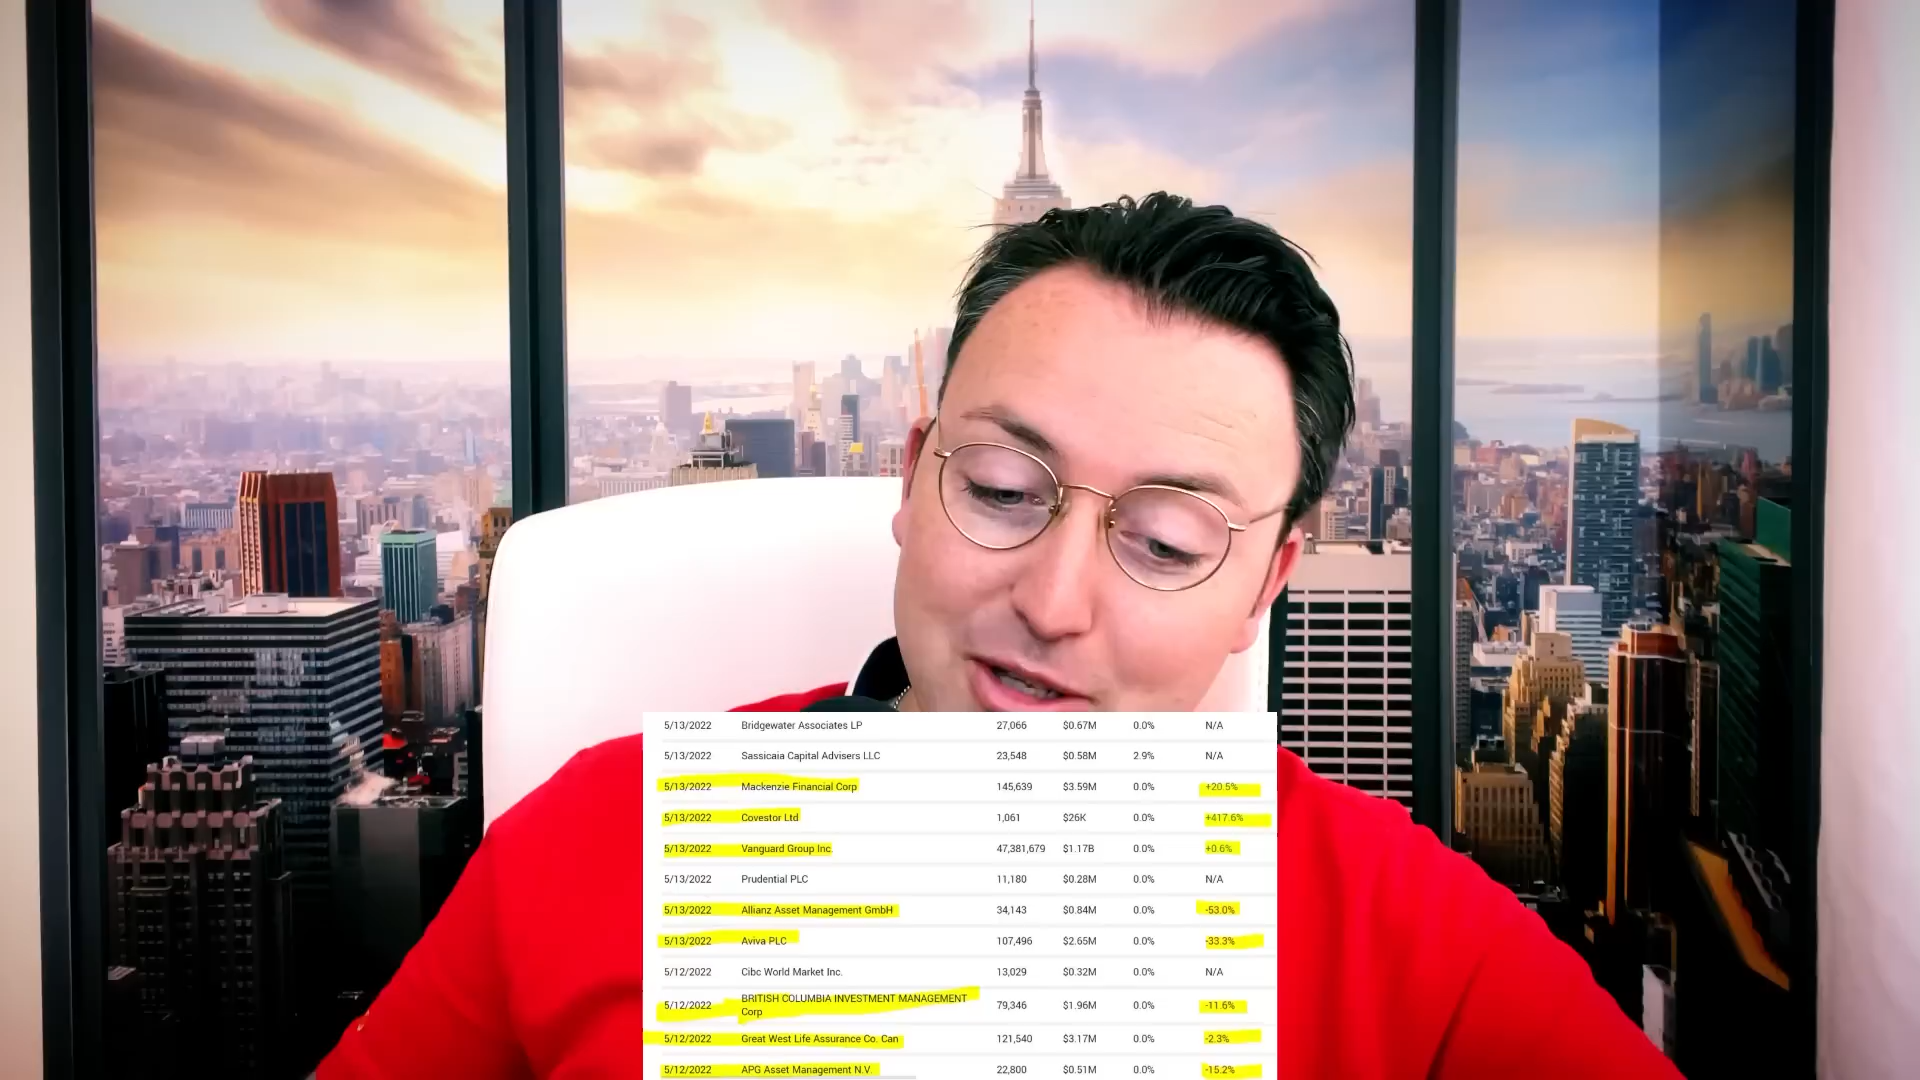 5/13/2022 Bridgewater Associates LP 27,066 $0.67M 0.0% N/A
5/13/2022 Sassicaia Capital Advisers LLC 23,548 $0.58M 2.9% N/A
5/13/2022 Mackenzie Financial Corp 145,639 $3.59M 0.0% +20.5%
5/13/2022 Covestor Ltd 1,061 $26K 0.0% +417.6%
5/13/2022 Vanguard Group Inc. 47,381,679 $1.17B 0.0% +0.6%
5/13/2022 Prudential PLC 11,180 $0.28M 0.0% N/A
5/13/2022 Allianz Asset Management GmbH 34,143 $0.84M 0.0% -53.0%
5/13/2022 Aviva PLC 107,496 $2.65M 0.0% -33.3%
5/12/2022 Cibc World Market Inc. 13,029 $0.32M 0.0% N/A
5/12/2022 BRITISH COLUMBIA INVESTMENT MANAGEMENT 79,346 $1.96M 0.0% -11.6%
Corp
5/12/2022 Great West Life Assurance Co. Can 121,540 $3.17M 0.0% -2.3%
5/12/2022 APG Asset Management N.V. 22,800 $0.51M 0.0% -15.2%